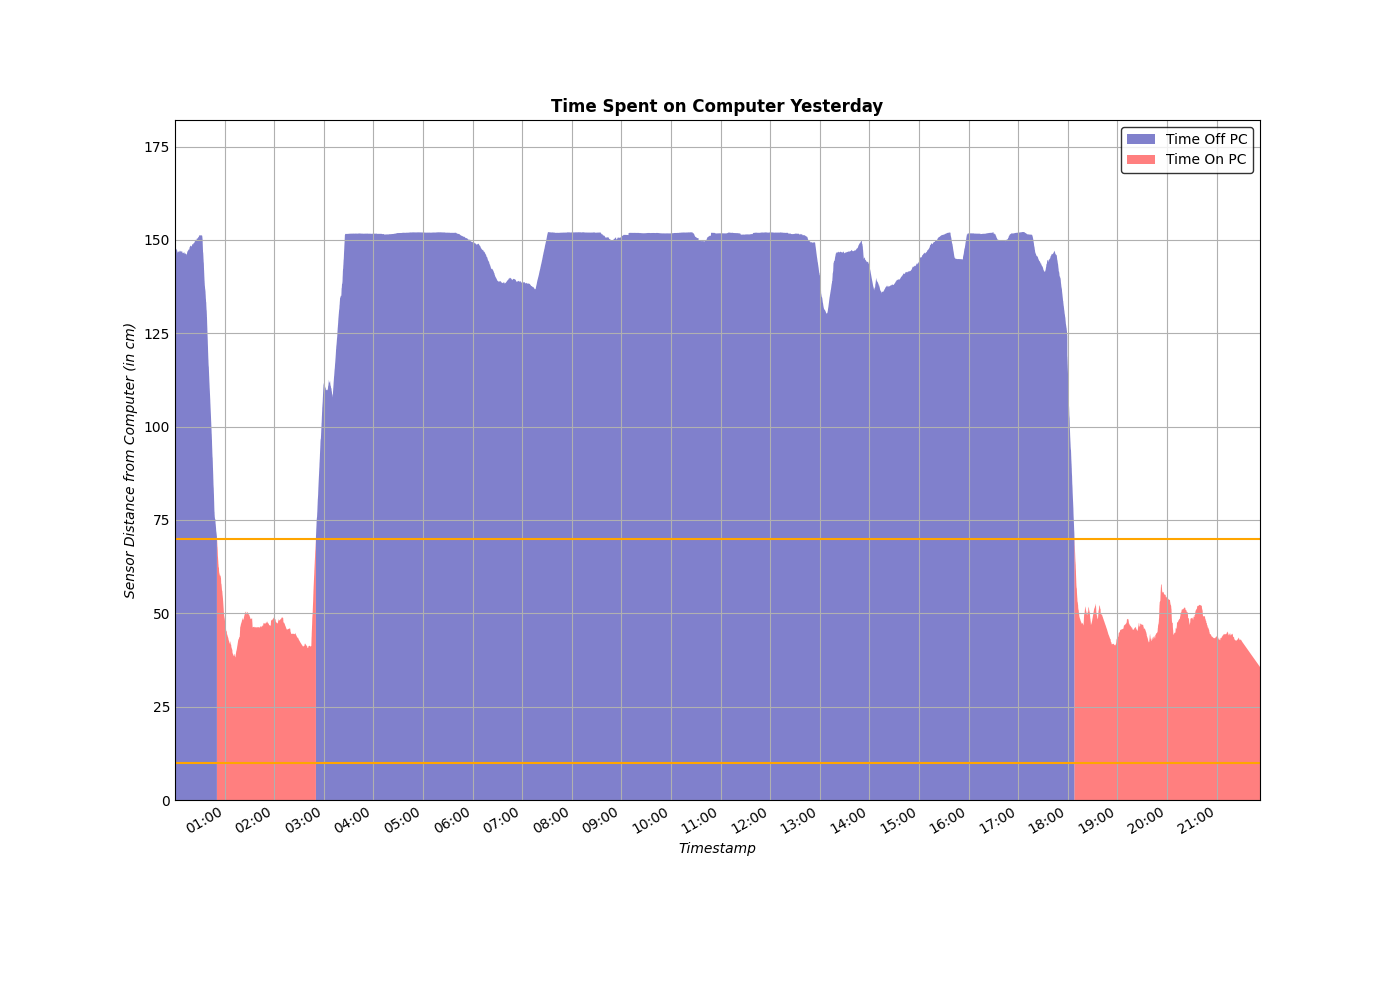 Time Spent on Computer Yesterday
Time Off PC
Time On PC
Sensor Distance from Computer (in cm)
175
150
125
100
75
50
25
0
01:00 02:00 03:00 04:00 05:00 06:00 07:00 08:00 09:00 10:00 11:00 12:00 13:00 14:00 15:00 16:00 17:00 18:00 19:00 20:00 21:00
Timestamp